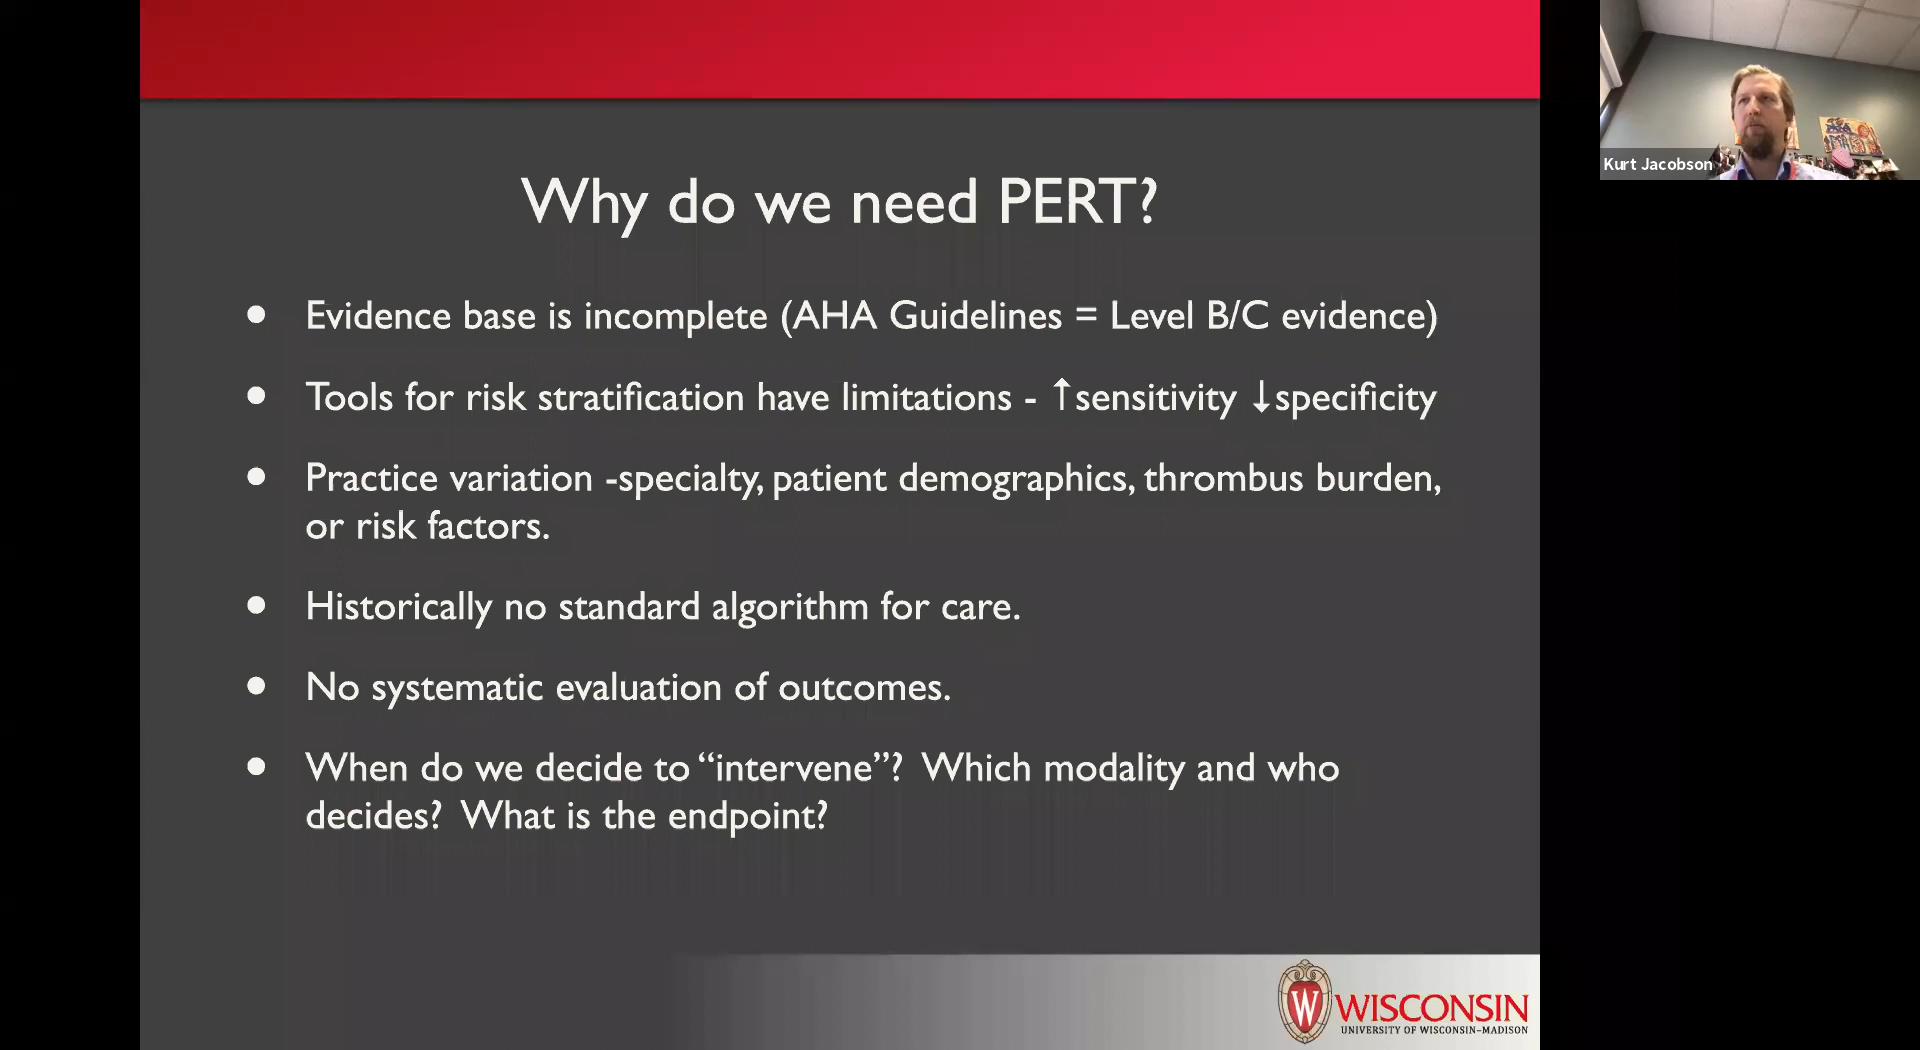 Why do we need PERT?
Evidence base is incomplete (AHA Guidelines = Level B/C evidence)
Tools for risk stratification have limitations - ↑sensitivity ↓specificity
Practice variation -specialty, patient demographics, thrombus burden,
or risk factors.
Historically no standard algorithm for care.
No systematic evaluation of outcomes.
When do we decide to “intervene”?  Which modality and who
decides?  What is the endpoint?
Kurt Jacobson
W
WISCONSIN
UNIVERSITY OF WISCONSIN–MADISON